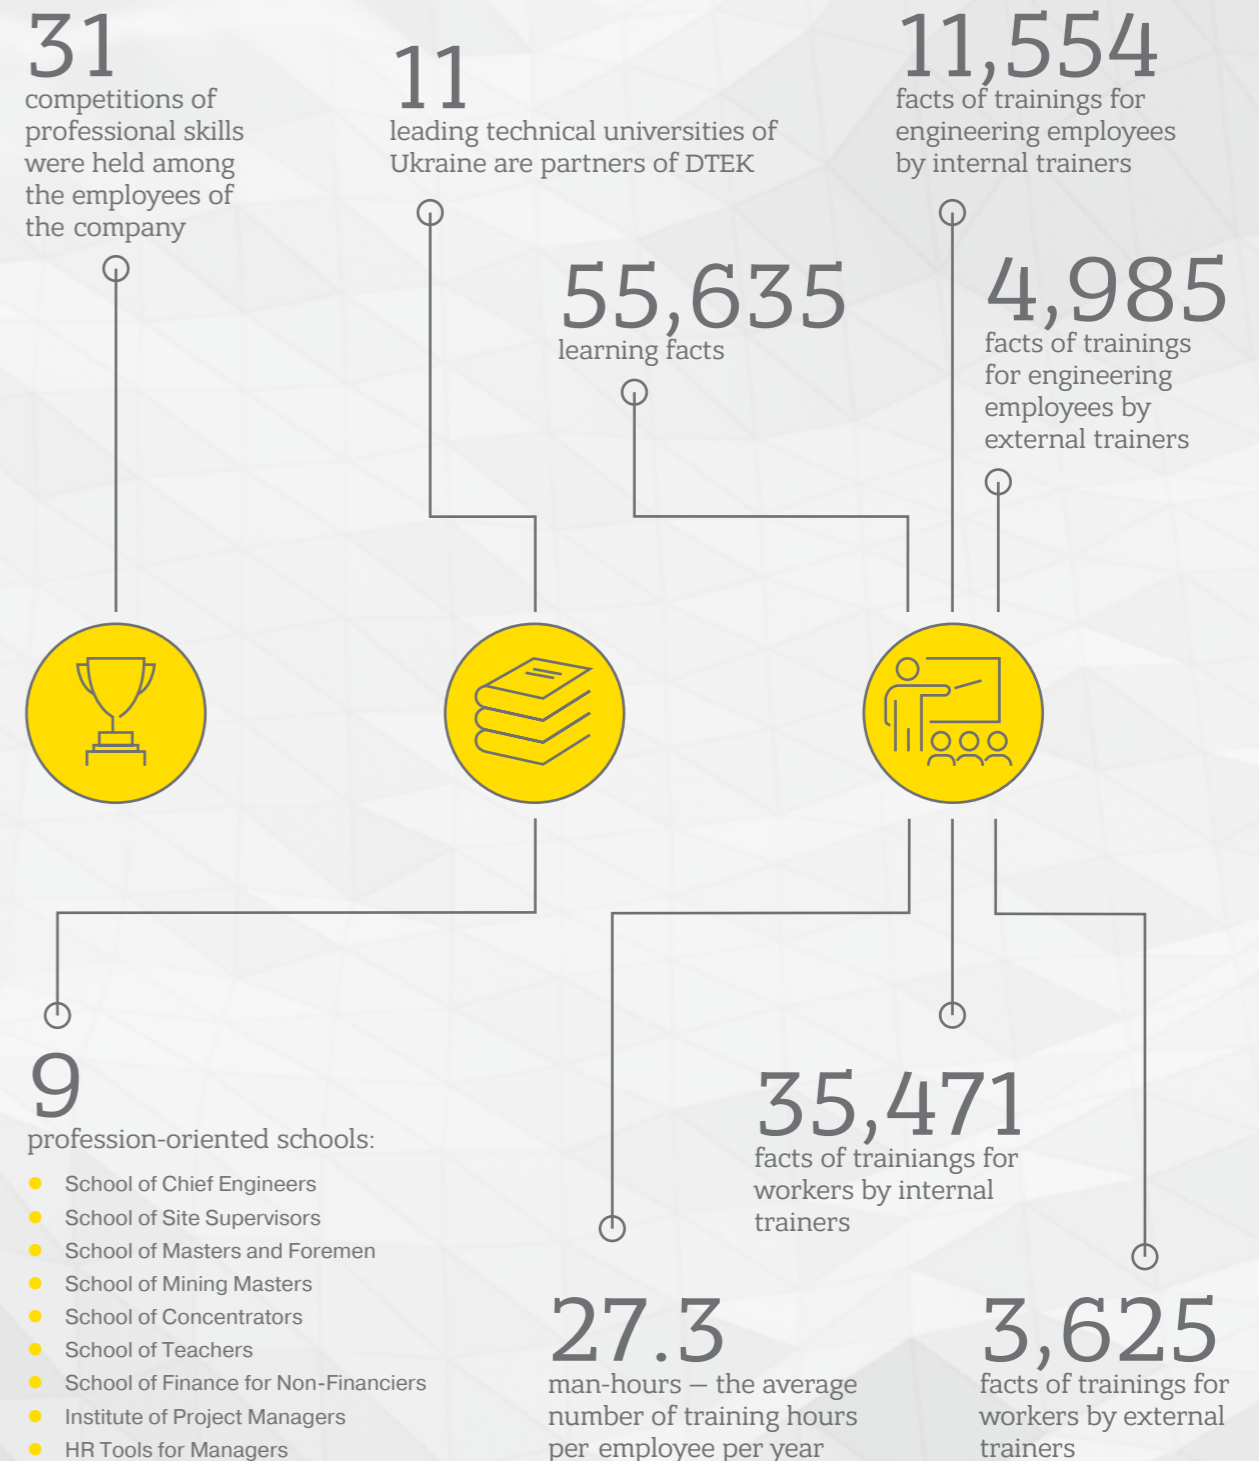 31
competitions of
professional skills
were held among
the employees of
the company
11
leading technical universities of
Ukraine are partners of DTEK
11,554
facts of trainings for
engineering employees
by internal trainers
55,635
learning facts
4,985
facts of trainings
for engineering
employees by
external trainers
9
profession-oriented schools:
School of Chief Engineers
School of Site Supervisors
School of Masters and Foremen
School of Mining Masters
School of Concentrators
School of Teachers
School of Finance for Non-Financiers
Institute of Project Managers
HR Tools for Managers
35,471
facts of trainiangs for
workers by internal
trainers
27.3
man-hours – the average
number of training hours
per employee per year
3,625
facts of trainings for
workers by external
trainers